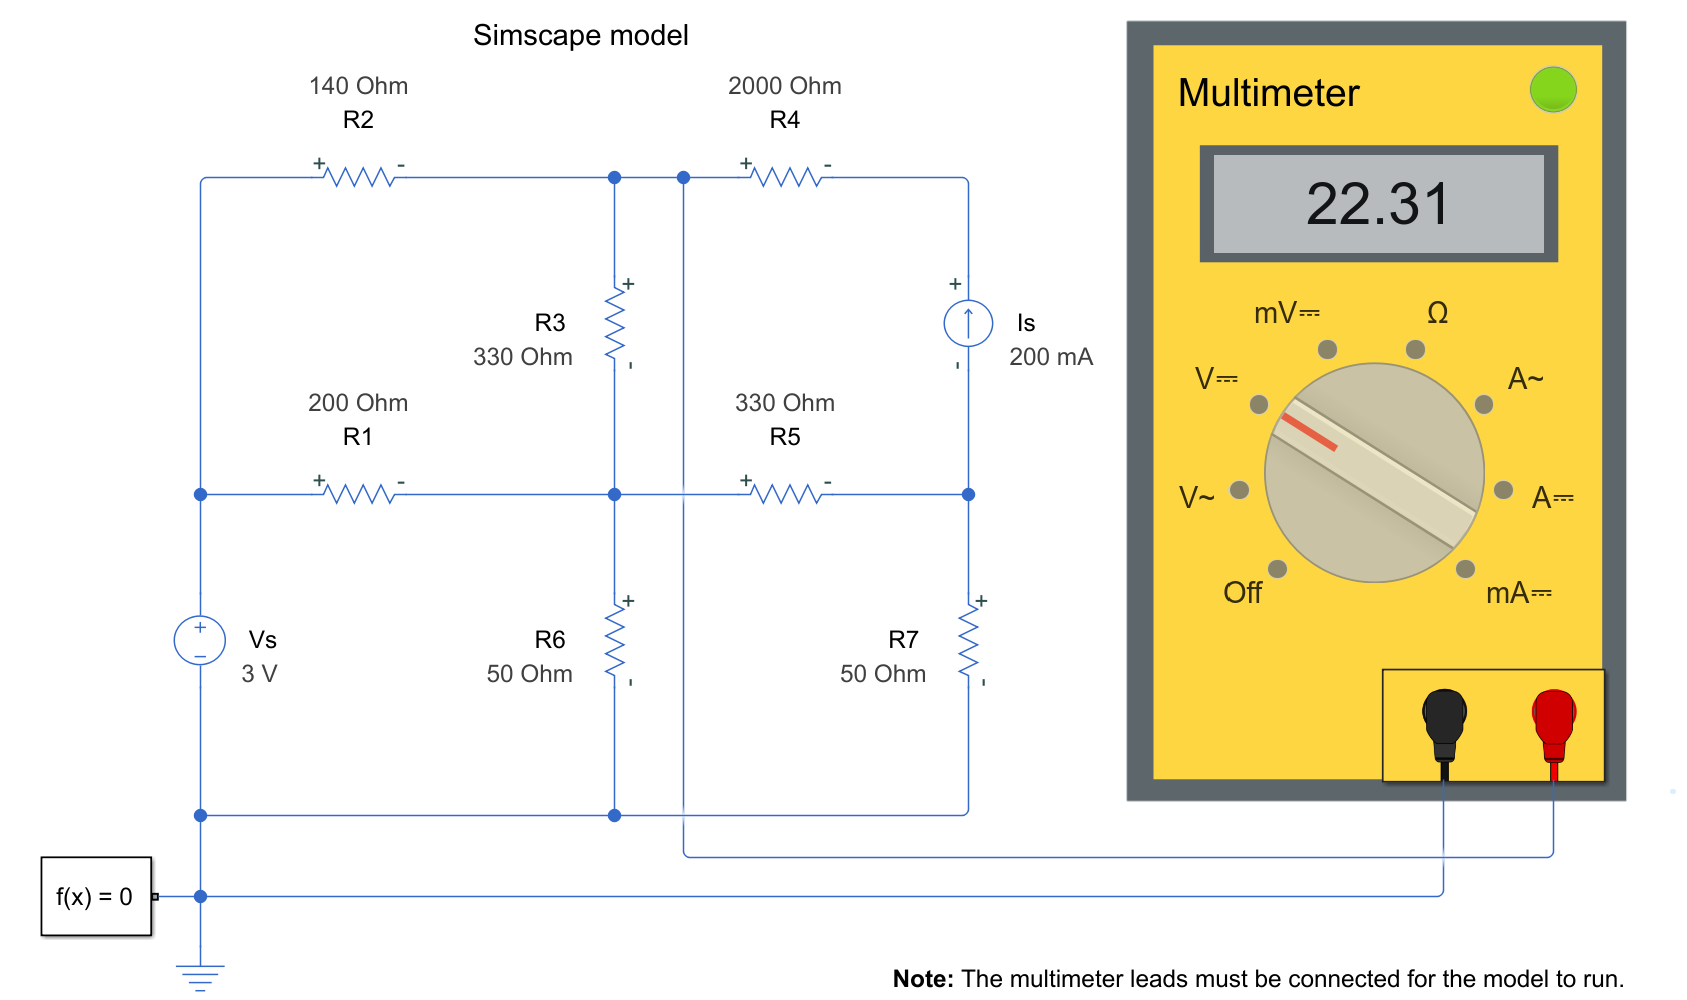 Simscape model
140 Ohm
R2
2000 Ohm
R4
R3
330 Ohm
Is
200 mA
200 Ohm
R1
330 Ohm
R5
Vs
3 V
R6
50 Ohm
R7
50 Ohm
f(x) = 0
Multimeter
22.31
mV⎓
Ω
V⎓
A~
V~
A⎓
Off
mA⎓
Note: The multimeter leads must be connected for the model to run.